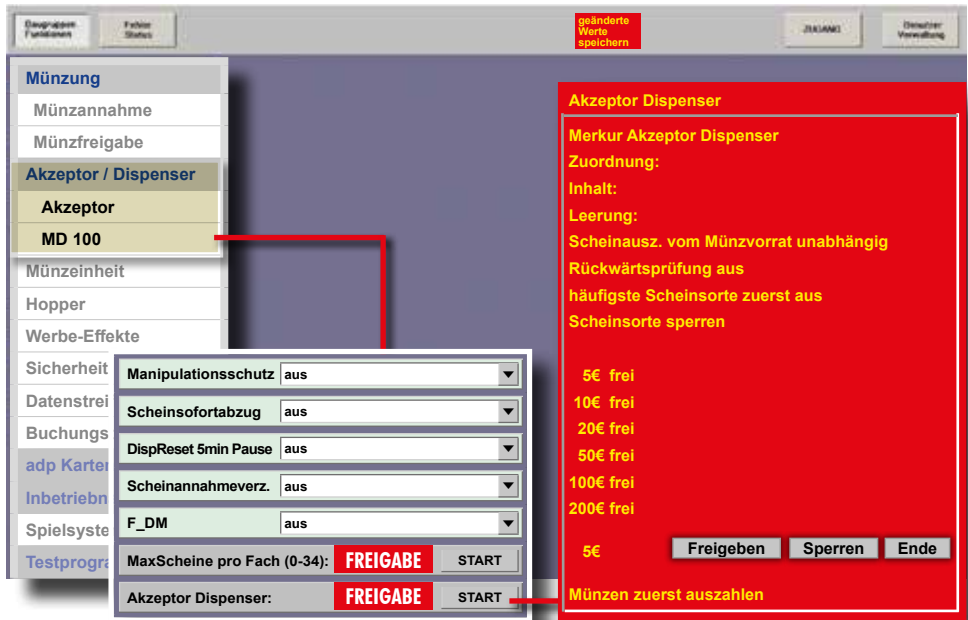 Baugruppen
Funktionen
Fehler
Status
geänderte
Werte
speichern
ZUGANG
Benutzer
Verwaltung
Münzung
Münzannahme
Münzfreigabe
Akzeptor / Dispenser
Akzeptor
MD 100
Münzeinheit
Hopper
Werbe-Effekte
Sicherheit
Datenstrei
Buchungs
adp Karten
Inbetriebn
Spielsyste
Testprogra
Manipulationsschutz aus
Scheinsofortabzug aus
DispReset 5min Pause aus
Scheinannahmeverz. aus
F_DM aus
MaxScheine pro Fach (0-34): FREIGABE START
Akzeptor Dispenser: FREIGABE START
Akzeptor Dispenser
Merkur Akzeptor Dispenser
Zuordnung:
Inhalt:
Leerung:
Scheinausz. vom Münzvorrat unabhängig
Rückwärtsprüfung aus
häufigste Scheinsorte zuerst aus
Scheinsorte sperren
5€ frei
10€ frei
20€ frei
50€ frei
100€ frei
200€ frei
5€ Freigeben Sperren Ende
Münzen zuerst auszahlen